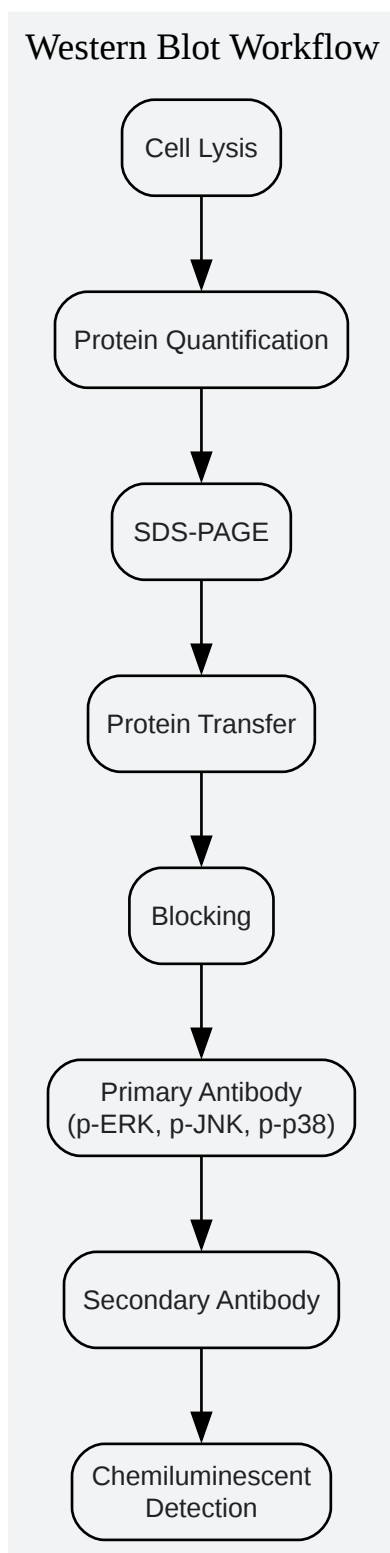 Western Blot Workflow
Cell Lysis
Protein Quantification
SDS-PAGE
Protein Transfer
Blocking
Primary Antibody
(p-ERK, p-JNK, p-p38)
Secondary Antibody
Chemiluminescent
Detection